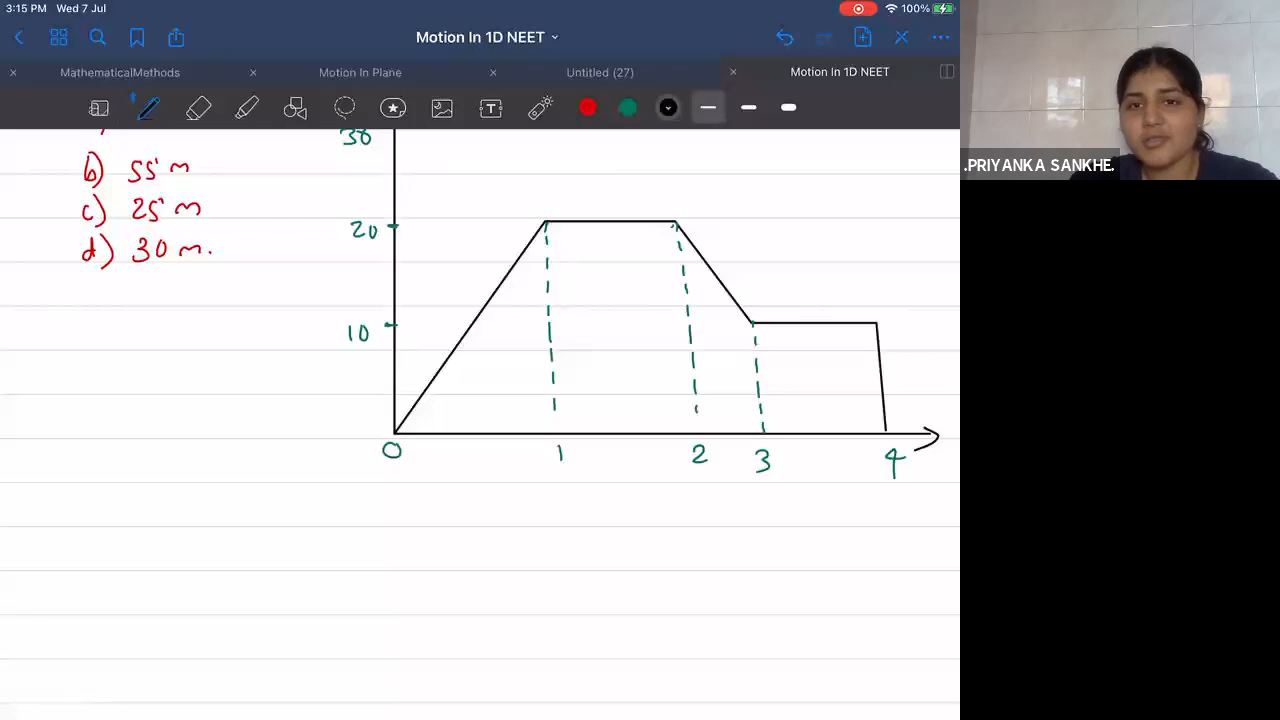 3:15 PM Wed 7 Jul
100%
Motion In 1D NEET
MathematicalMethods
Motion In Plane
Untitled (27)
Motion In 1D NEET
T
.PRIYANKA SANKHE.
b) 55 m
c) 25 m
d) 30 m.
30
20
10
0 1 2 3 4